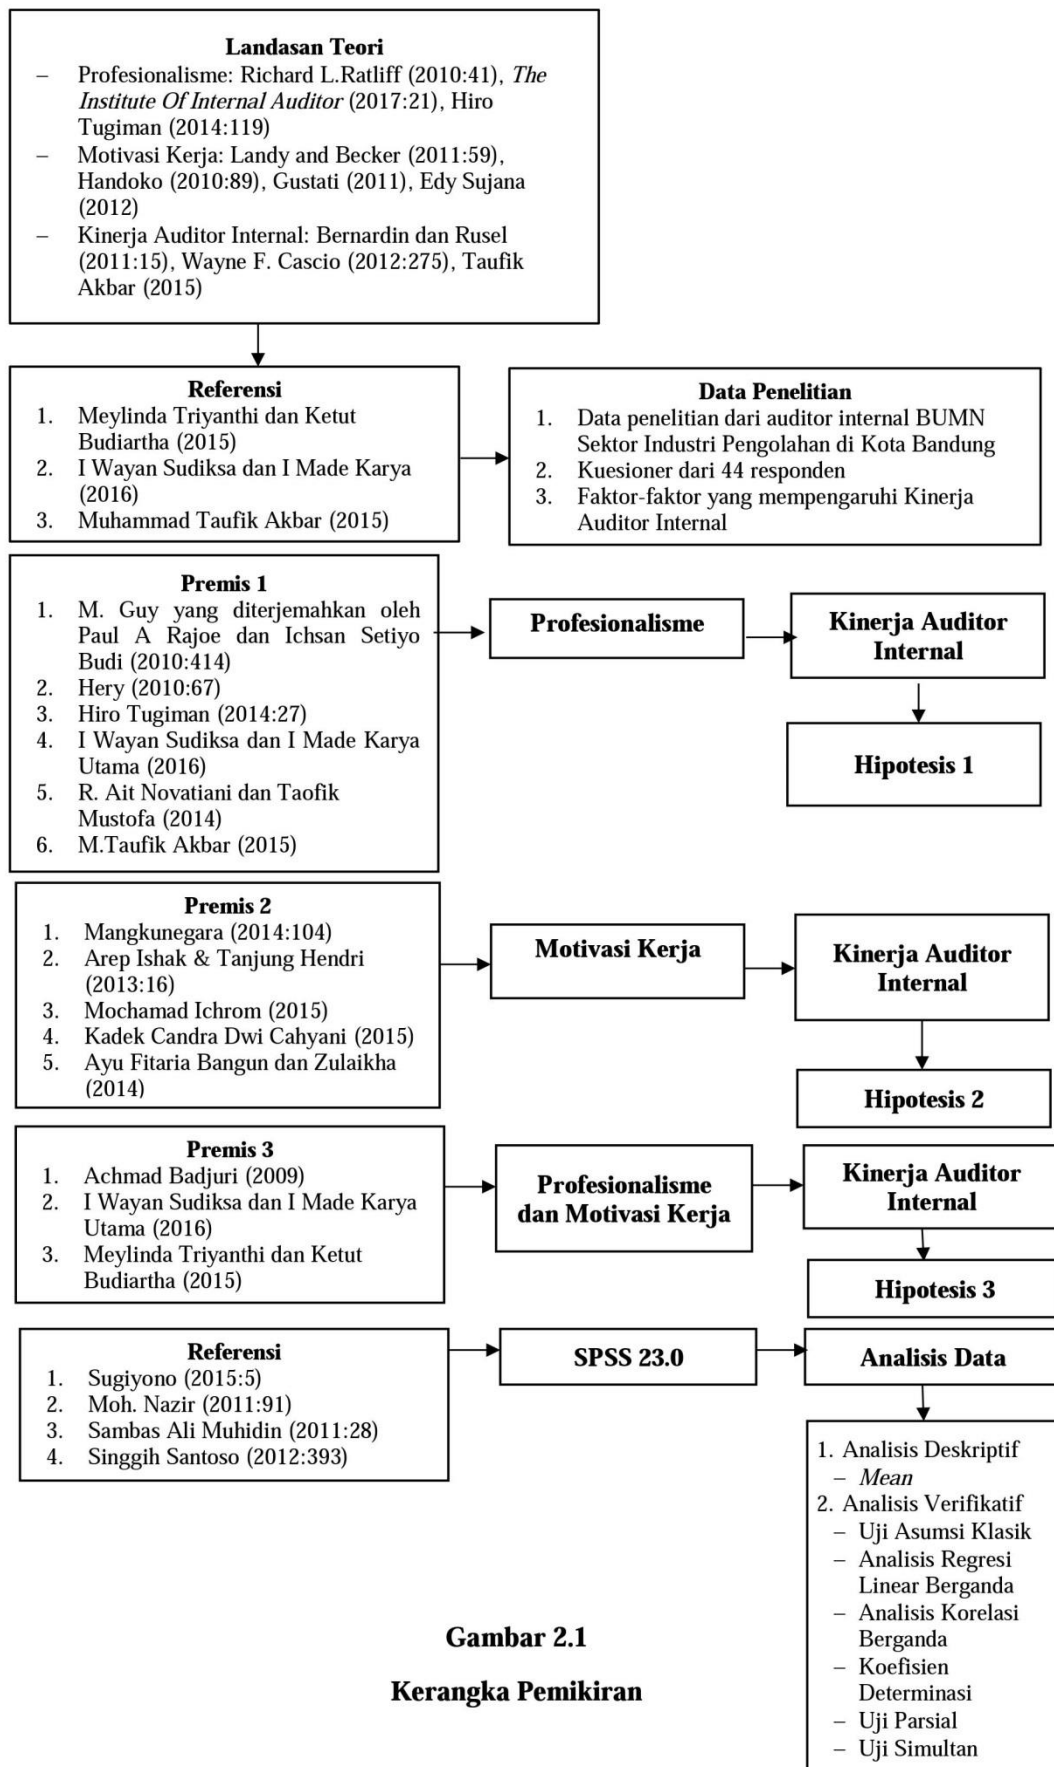 Landasan Teori
– Profesionalisme: Richard L.Ratliff (2010:41), The
Institute Of Internal Auditor (2017:21), Hiro
Tugiman (2014:119)
– Motivasi Kerja: Landy and Becker (2011:59),
Handoko (2010:89), Gustati (2011), Edy Sujana
(2012)
– Kinerja Auditor Internal: Bernardin dan Rusel
(2011:15), Wayne F. Cascio (2012:275), Taufik
Akbar (2015)
Referensi
1. Meylinda Triyanthi dan Ketut
Budiartha (2015)
2. I Wayan Sudiksa dan I Made Karya
(2016)
3. Muhammad Taufik Akbar (2015)
Data Penelitian
1. Data penelitian dari auditor internal BUMN
Sektor Industri Pengolahan di Kota Bandung
2. Kuesioner dari 44 responden
3. Faktor-faktor yang mempengaruhi Kinerja
Auditor Internal
Premis 1
1. M. Guy yang diterjemahkan oleh
Paul A Rajoe dan Ichsan Setiyo
Budi (2010:414)
2. Hery (2010:67)
3. Hiro Tugiman (2014:27)
4. I Wayan Sudiksa dan I Made Karya
Utama (2016)
5. R. Ait Novatiani dan Taofik
Mustofa (2014)
6. M.Taufik Akbar (2015)
Profesionalisme
Kinerja Auditor
Internal
Hipotesis 1
Premis 2
1. Mangkunegara (2014:104)
2. Arep Ishak & Tanjung Hendri
(2013:16)
3. Mochamad Ichrom (2015)
4. Kadek Candra Dwi Cahyani (2015)
5. Ayu Fitaria Bangun dan Zulaikha
(2014)
Motivasi Kerja
Kinerja Auditor
Internal
Hipotesis 2
Premis 3
1. Achmad Badjuri (2009)
2. I Wayan Sudiksa dan I Made Karya
Utama (2016)
3. Meylinda Triyanthi dan Ketut
Budiartha (2015)
Profesionalisme
dan Motivasi Kerja
Kinerja Auditor
Internal
Hipotesis 3
Referensi
1. Sugiyono (2015:5)
2. Moh. Nazir (2011:91)
3. Sambas Ali Muhidin (2011:28)
4. Singgih Santoso (2012:393)
SPSS 23.0
Analisis Data
1. Analisis Deskriptif
– Mean
2. Analisis Verifikatif
– Uji Asumsi Klasik
– Analisis Regresi
Linear Berganda
– Analisis Korelasi
Berganda
– Koefisien
Determinasi
– Uji Parsial
– Uji Simultan
Gambar 2.1
Kerangka Pemikiran